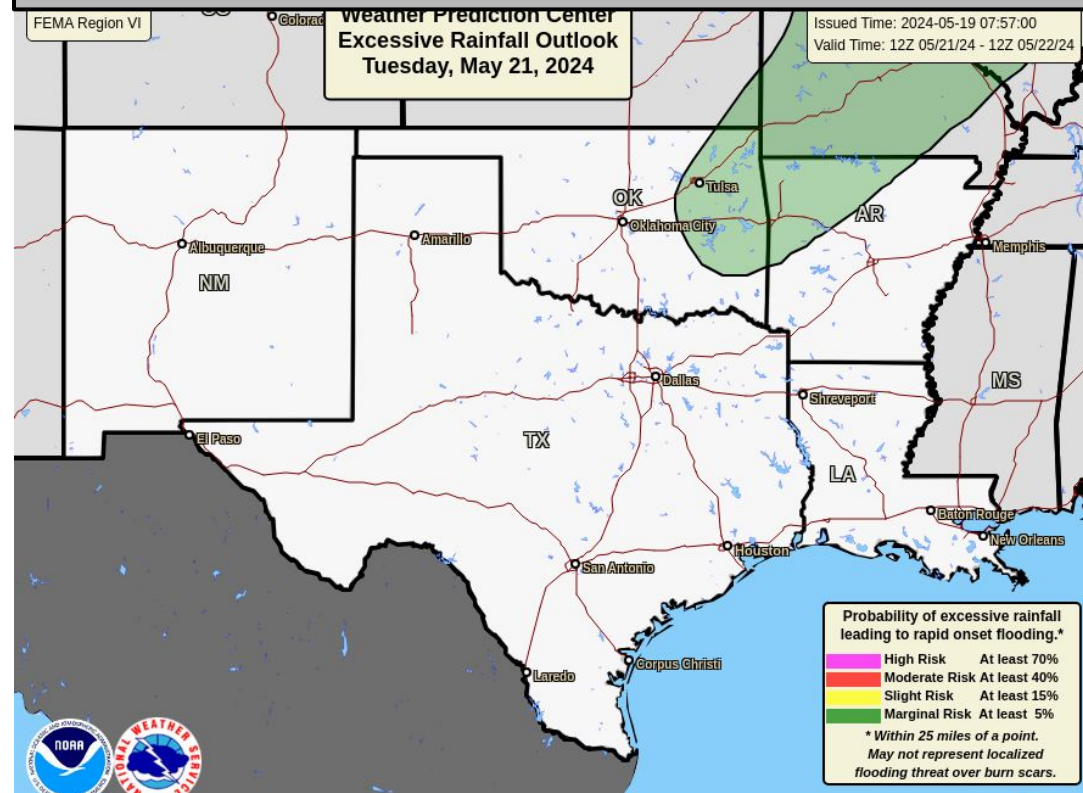 FEMA Region VI
Weather Prediction Center
Excessive Rainfall Outlook
Tuesday, May 21, 2024
Issued Time: 2024-05-19 07:57:00
Valid Time: 12Z 05/21/24 - 12Z 05/22/24
Tulsa
OK
Oklahoma City
AR
Albuquerque
Amarillo
Memphis
NM
Dallas
MS
Shreveport
El Paso
TX
LA
Baton Rouge
New Orleans
Houston
San Antonio
Corpus Christi
Laredo
Probability of excessive rainfall
leading to rapid onset flooding.*
High Risk At least 70%
Moderate Risk At least 40%
Slight Risk At least 15%
Marginal Risk At least 5%
* Within 25 miles of a point.
May not represent localized
flooding threat over burn scars.
NOAA
NATIONAL WEATHER SERVICE